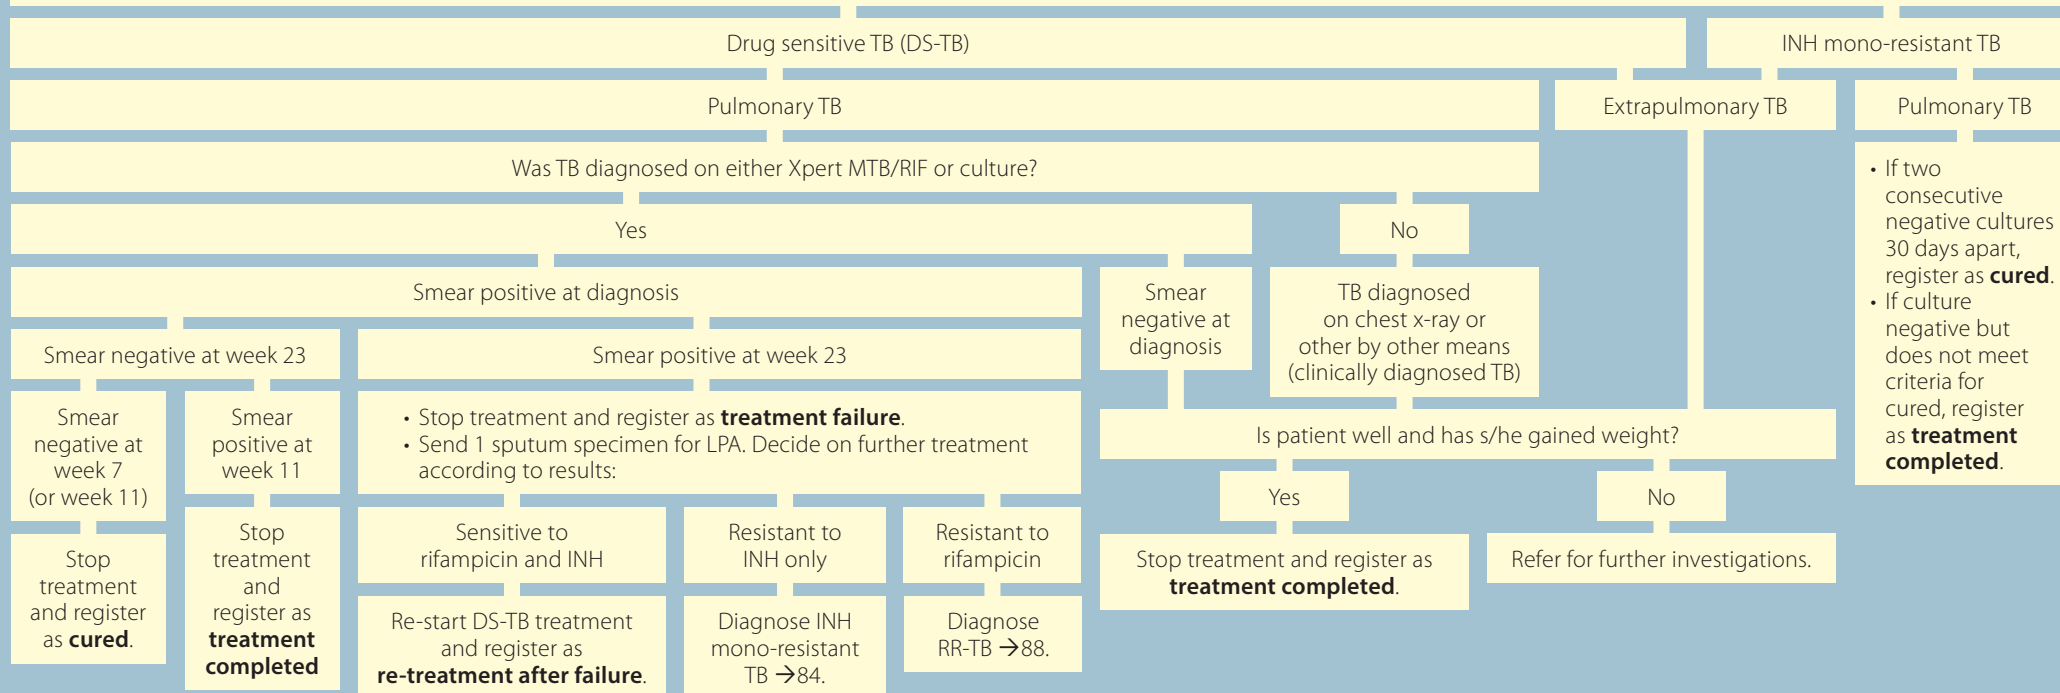 Drug sensitive TB (DS-TB)
INH mono-resistant TB
Pulmonary TB
Extrapulmonary TB
Pulmonary TB
Was TB diagnosed on either Xpert MTB/RIF or culture?
• If two
consecutive
negative cultures
30 days apart,
register as cured.
• If culture
negative but
does not meet
criteria for
cured, register
as treatment
completed.
Yes
No
Smear positive at diagnosis
Smear
negative at
diagnosis
TB diagnosed
on chest x-ray or
other by other means
(clinically diagnosed TB)
Smear negative at week 23
Smear positive at week 23
Smear
negative at
week 7
(or week 11)
Smear
positive at
week 11
• Stop treatment and register as treatment failure.
• Send 1 sputum specimen for LPA. Decide on further treatment
according to results:
Is patient well and has s/he gained weight?
Yes
No
Stop
treatment
and register
as cured.
Stop
treatment
and
register as
treatment
completed
Sensitive to
rifampicin and INH
Resistant to
INH only
Resistant to
rifampicin
Stop treatment and register as
treatment completed.
Refer for further investigations.
Re-start DS-TB treatment
and register as
re-treatment after failure.
Diagnose INH
mono-resistant
TB →84.
Diagnose
RR-TB →88.